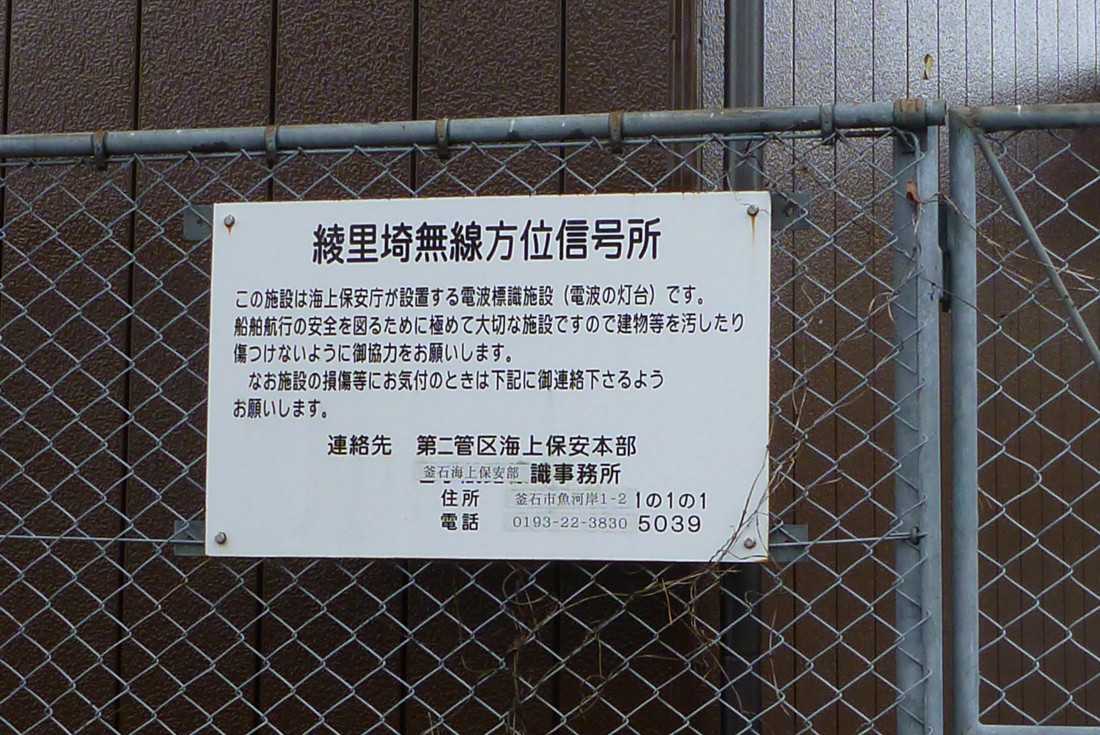 綾里埼無線方位信号所
この施設は海上保安庁が設置する電波標識施設（電波の灯台）です。
船舶航行の安全を図るために極めて大切な施設ですので建物等を汚したり
傷つけないように御協力をお願いします。
なお施設の損傷等にお気付のときは下記に御連絡下さるよう
お願いします。
連絡先 第二管区海上保安本部
釜石海上保安部 識事務所
住所 釜石市魚河岸1-2 1の1の1
電話 0193-22-3830 5039